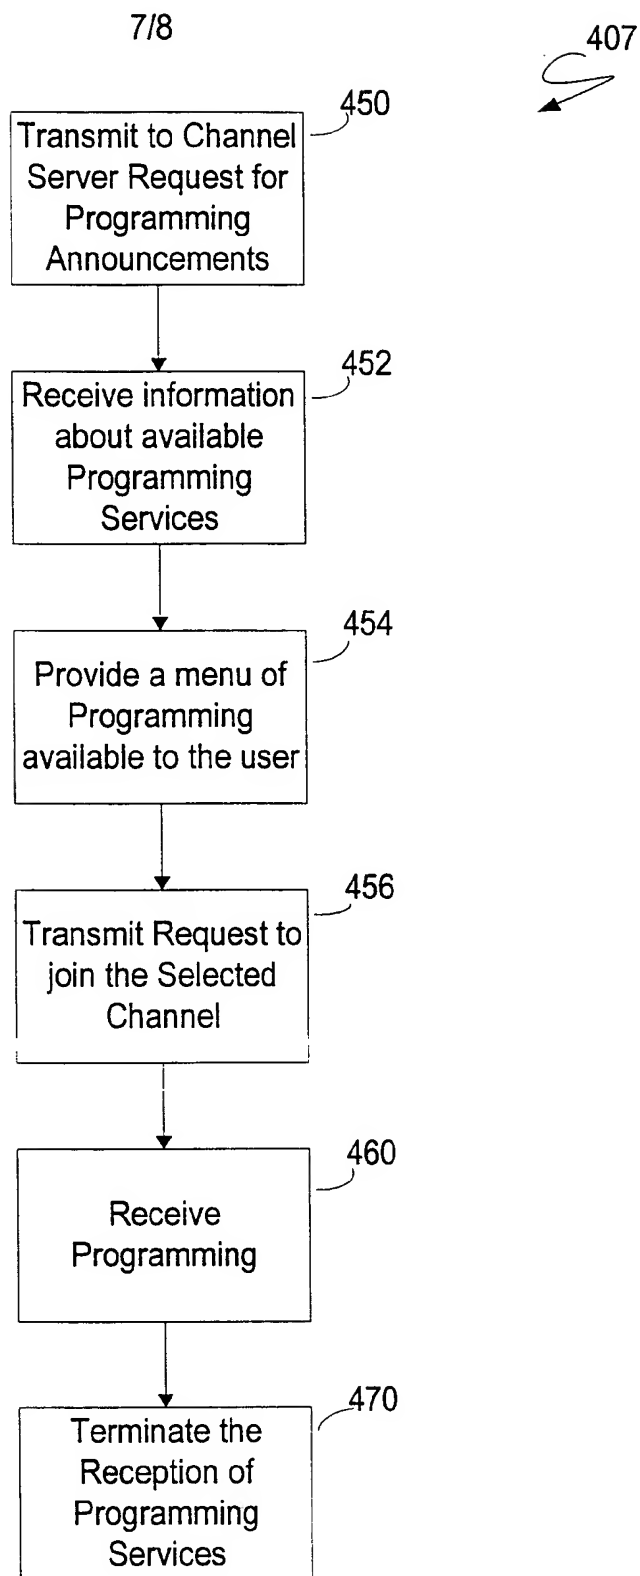 7/8
407
450
Transmit to Channel
Server Request for
Programming
Announcements
452
Receive information
about available
Programming
Services
454
Provide a menu of
Programming
available to the user
456
Transmit Request to
join the Selected
Channel
460
Receive
Programming
470
Terminate the
Reception of
Programming
Services